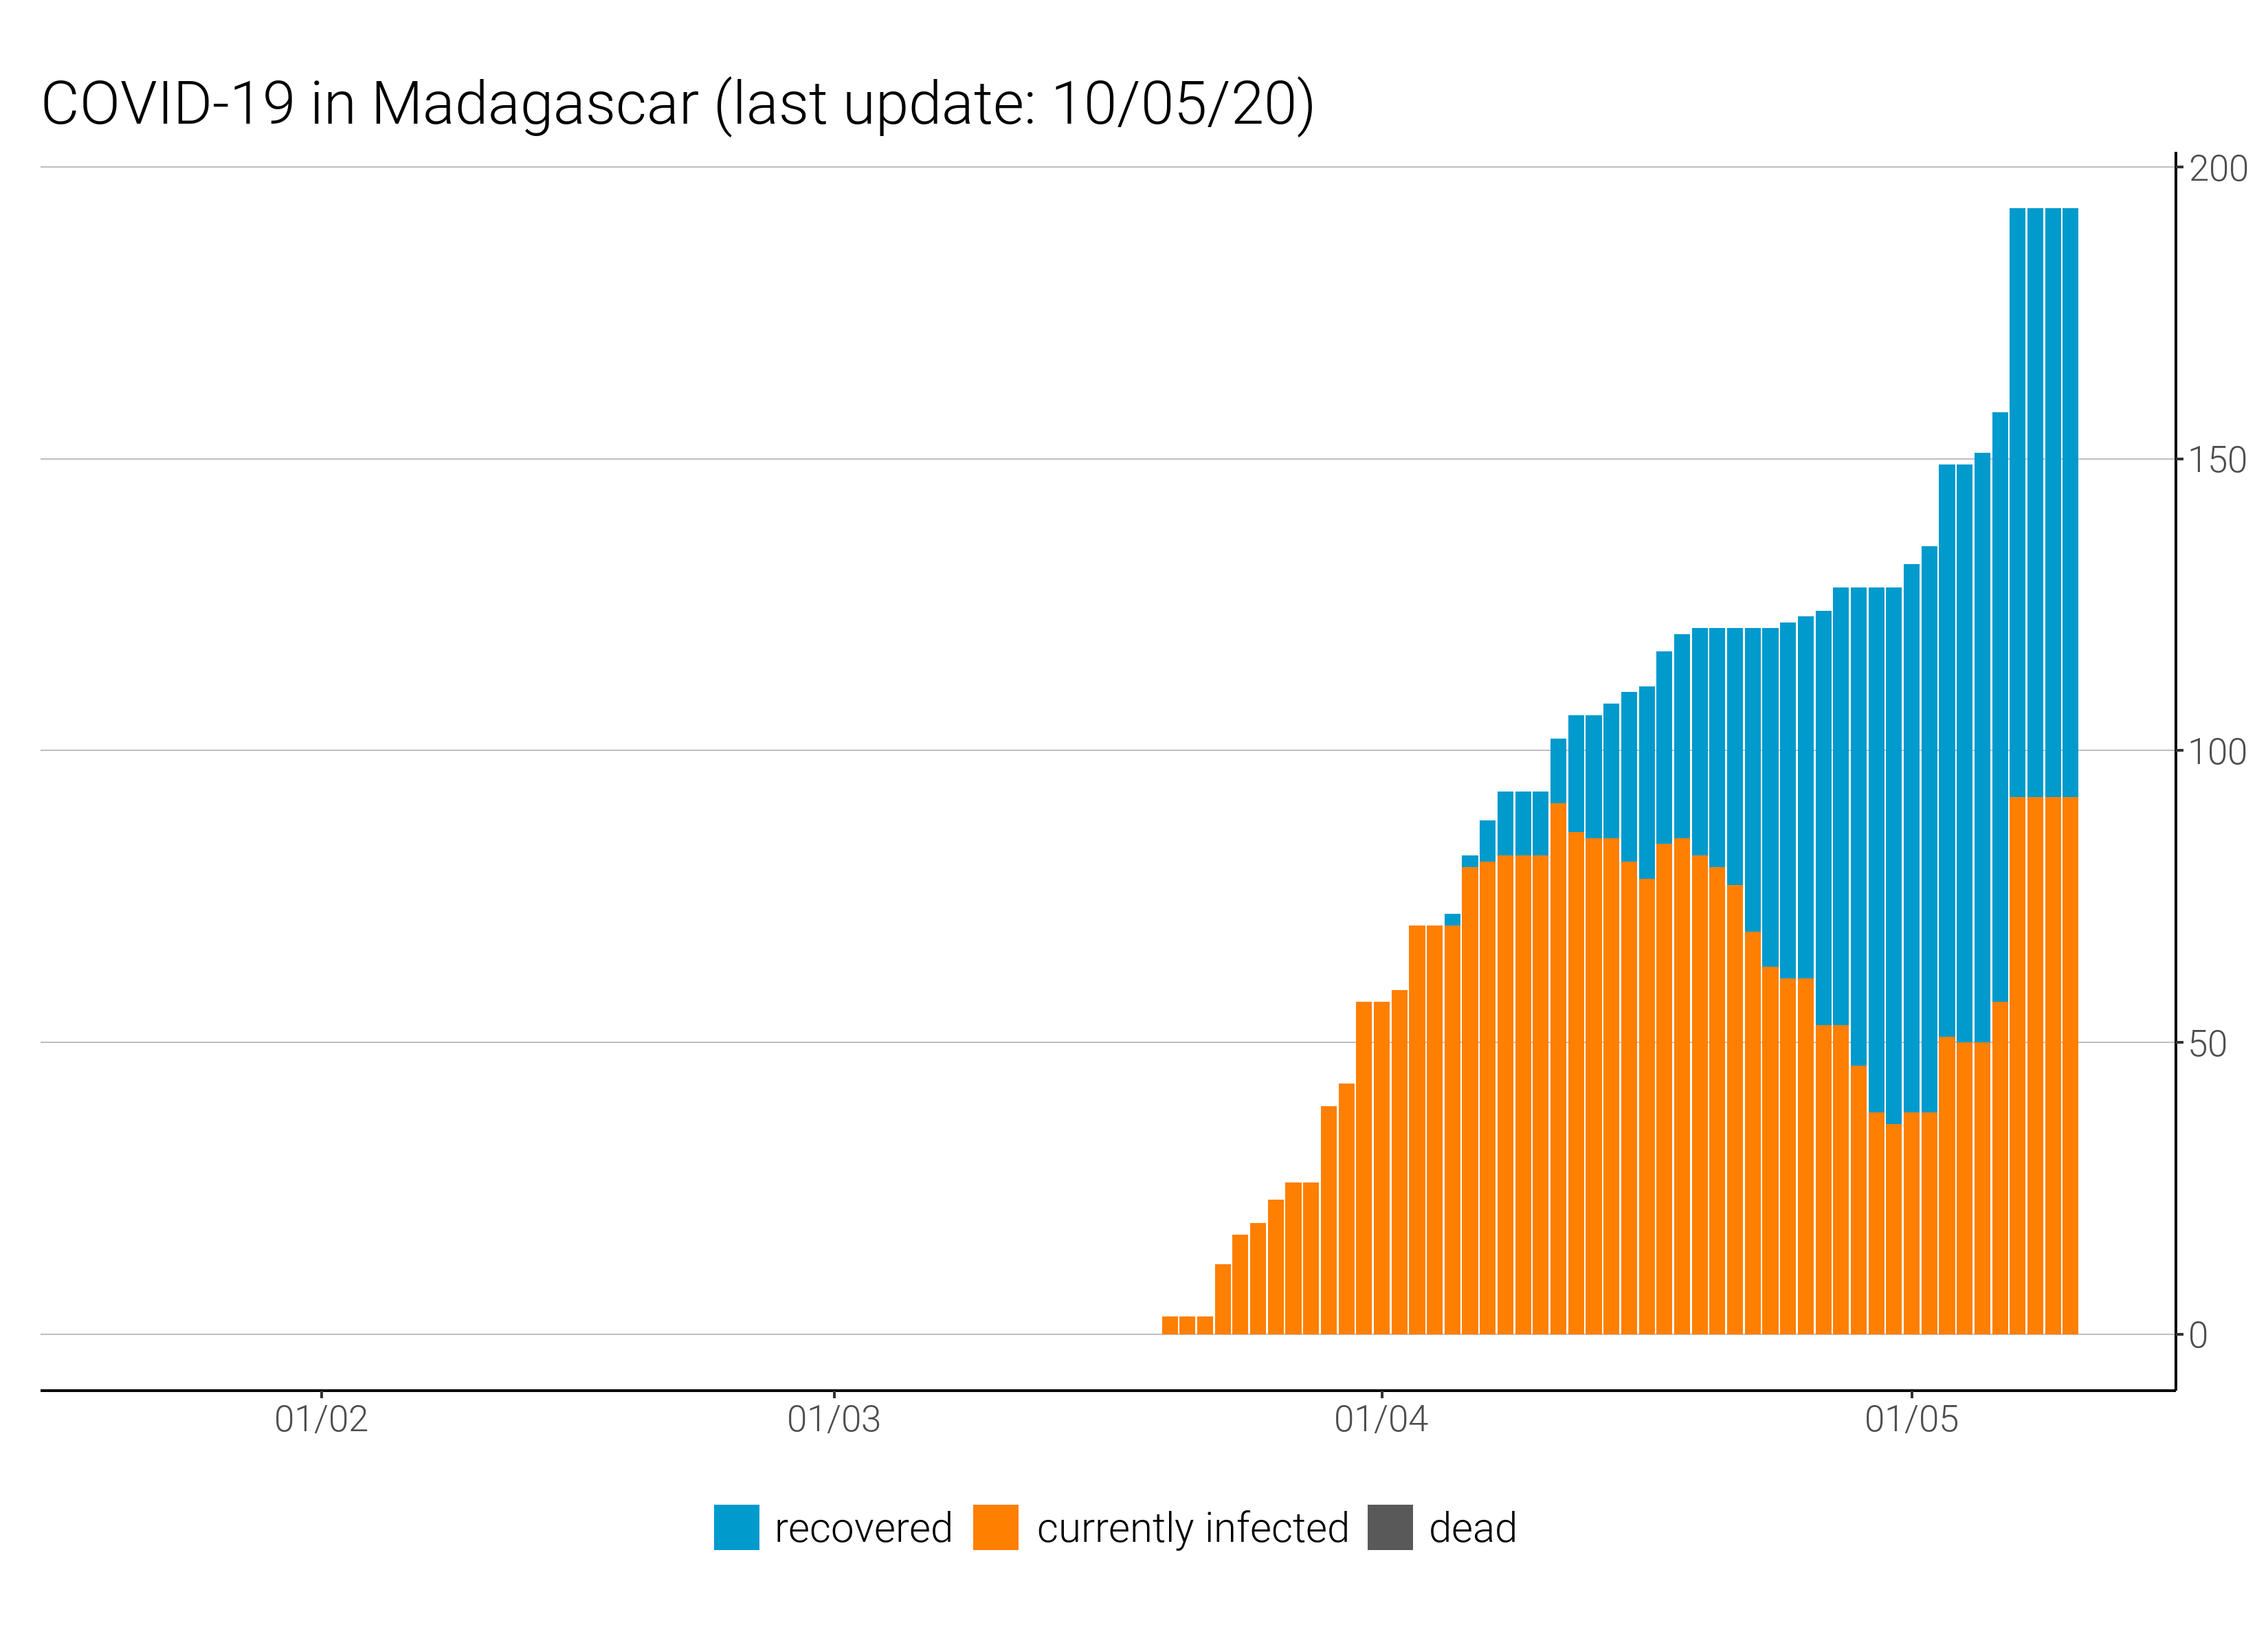 COVID-19 in Madagascar (last update: 10/05/20)
200
150
100
50
0
01/02 01/03 01/04 01/05
recovered currently infected dead